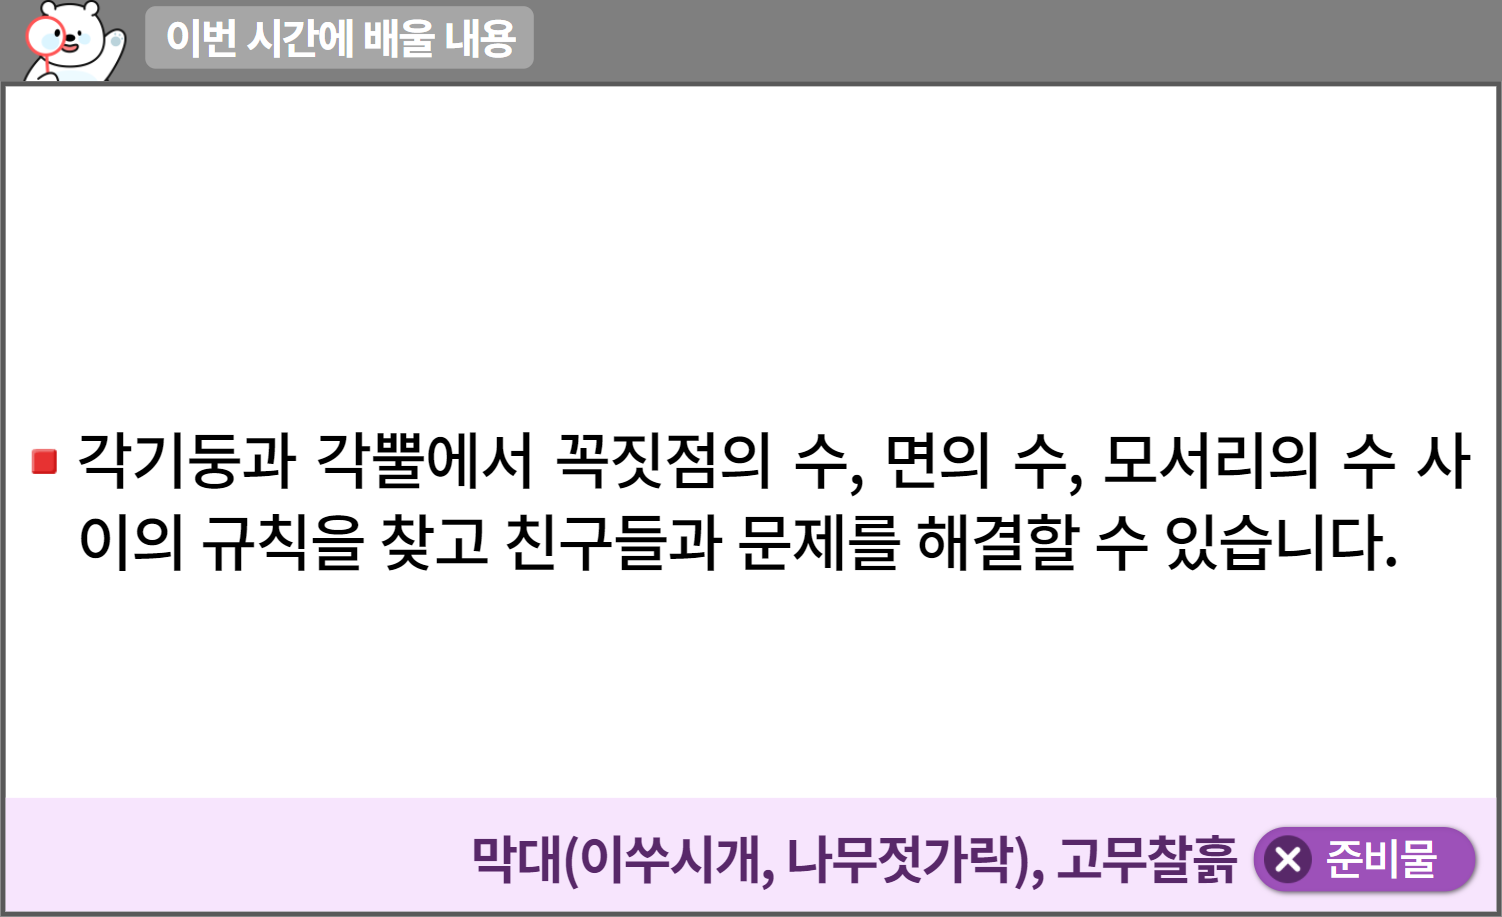 이번 시간에 배울 내용
각기둥과 각뿔에서 꼭짓점의 수, 면의 수, 모서리의 수 사
이의 규칙을 찾고 친구들과 문제를 해결할 수 있습니다.
막대(이쑤시개, 나무젓가락), 고무찰흙 준비물